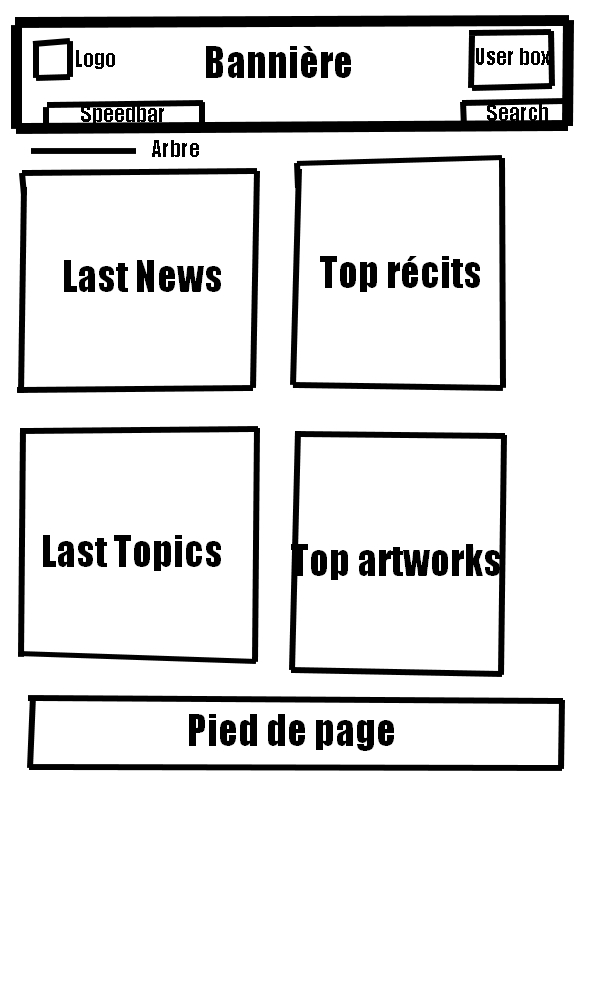 Logo
Bannière
User box
Speedbar
Search
Arbre
Last News
Top récits
Last Topics
Top artworks
Pied de page